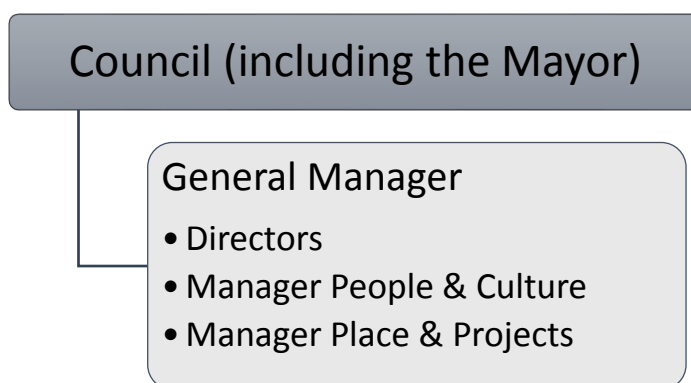 Council (including the Mayor)
General Manager
• Directors
• Manager People & Culture
• Manager Place & Projects